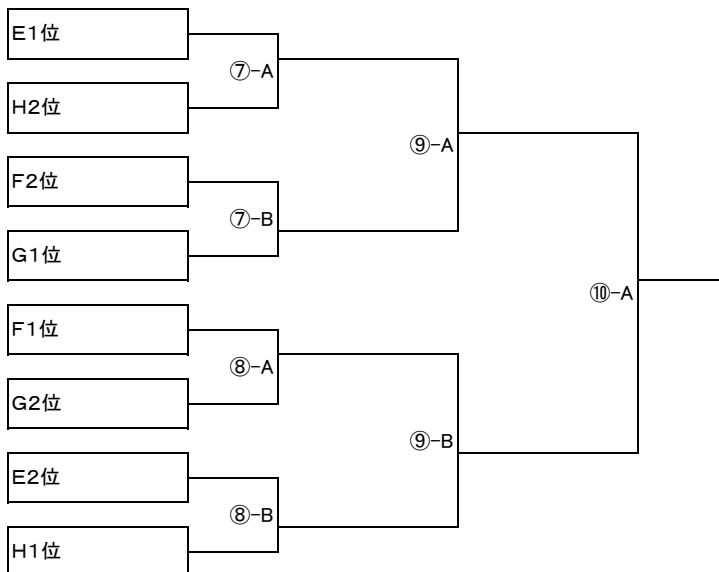 E1位
⑦-A
H2位
⑨-A
F2位
⑦-B
G1位
⑩-A
F1位
⑧-A
G2位
⑨-B
E2位
⑧-B
H1位